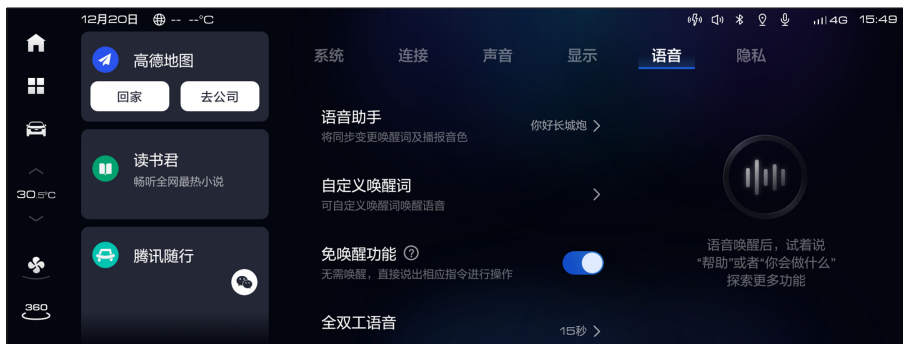 12月20日 -- --°C
4G 15:49
高德地图
回家 去公司
读书君
畅听全网最热小说
腾讯随行
30.5°C
360
系统 连接 声音 显示 语音 隐私
语音助手
将同步变更唤醒词及播报音色
你好长城炮
自定义唤醒词
可自定义唤醒词唤醒语音
免唤醒功能 ?
无需唤醒，直接说出相应指令进行操作
全双工语音
15秒
语音唤醒后，试着说
“帮助”或者“你会做什么”
探索更多功能